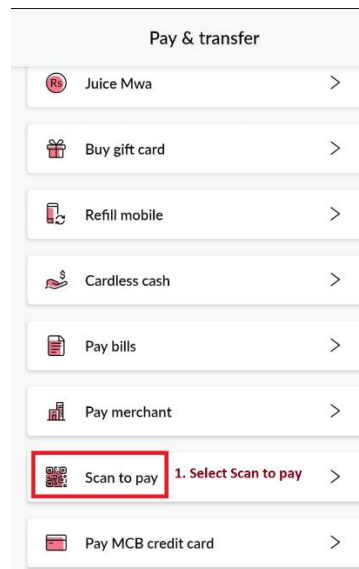 Pay & transfer
Rs Juice Mwa
Buy gift card
Refill mobile
$ Cardless cash
Pay bills
Pay merchant
Scan to pay 1. Select Scan to pay
Pay MCB credit card